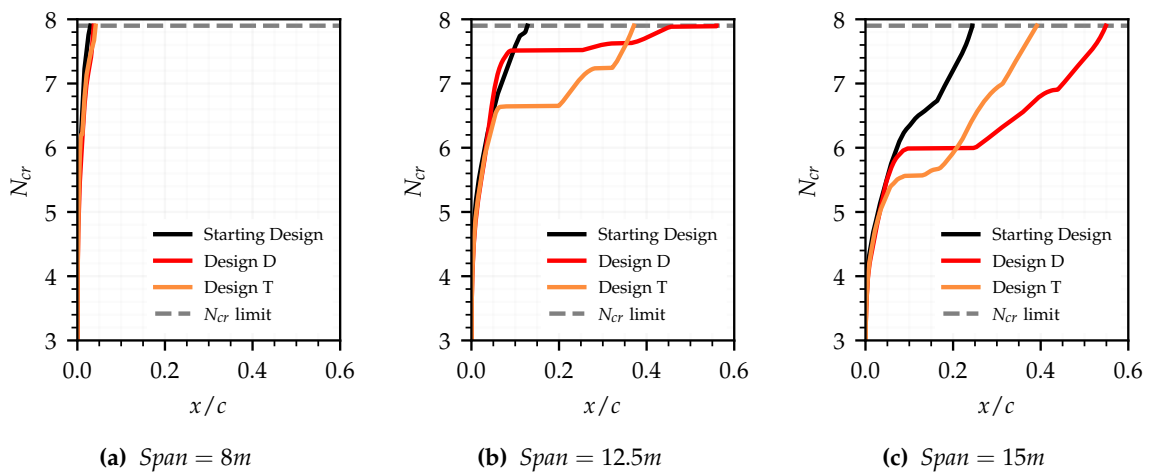 8
7
6
5
4
3
N_cr
0.0 0.2 0.4 0.6
x/c
Starting Design
Design D
Design T
N_cr limit
(a) Span = 8m
8
7
6
5
4
3
N_cr
0.0 0.2 0.4 0.6
x/c
Starting Design
Design D
Design T
N_cr limit
(b) Span = 12.5m
8
7
6
5
4
3
N_cr
0.0 0.2 0.4 0.6
x/c
Starting Design
Design D
Design T
N_cr limit
(c) Span = 15m